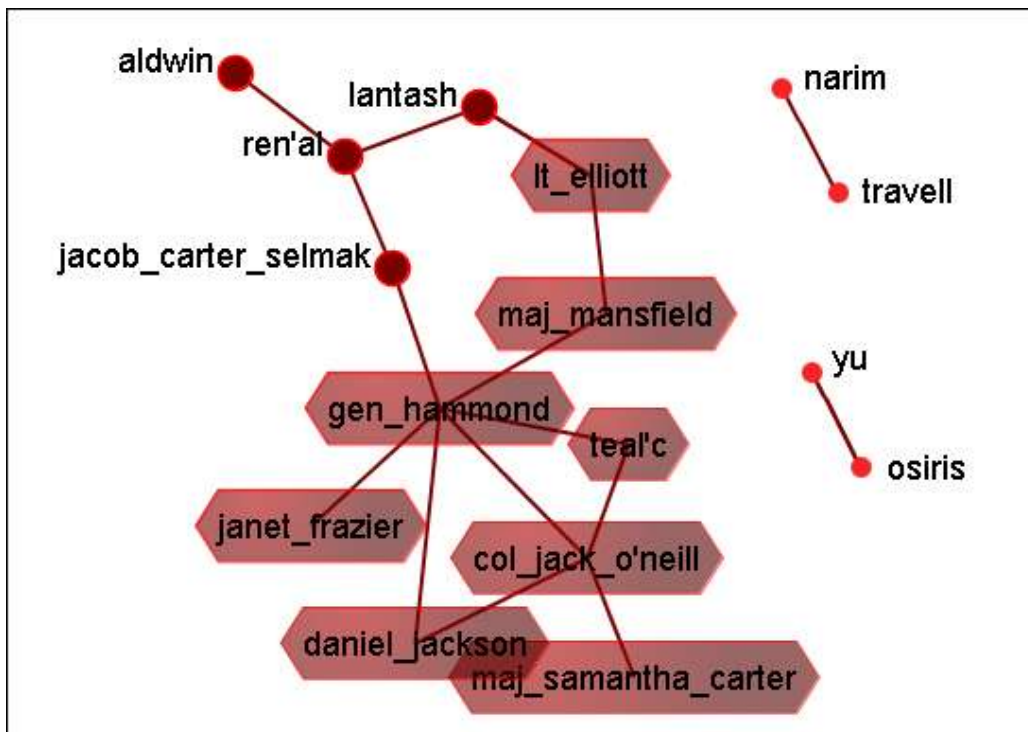 aldwin
narim
lantash
ren'al
lt_elliott
travell
jacob_carter_selmak
maj_mansfield
yu
gen_hammond
teal'c
osiris
janet_frazier
col_jack_o'neill
daniel_jackson
maj_samantha_carter